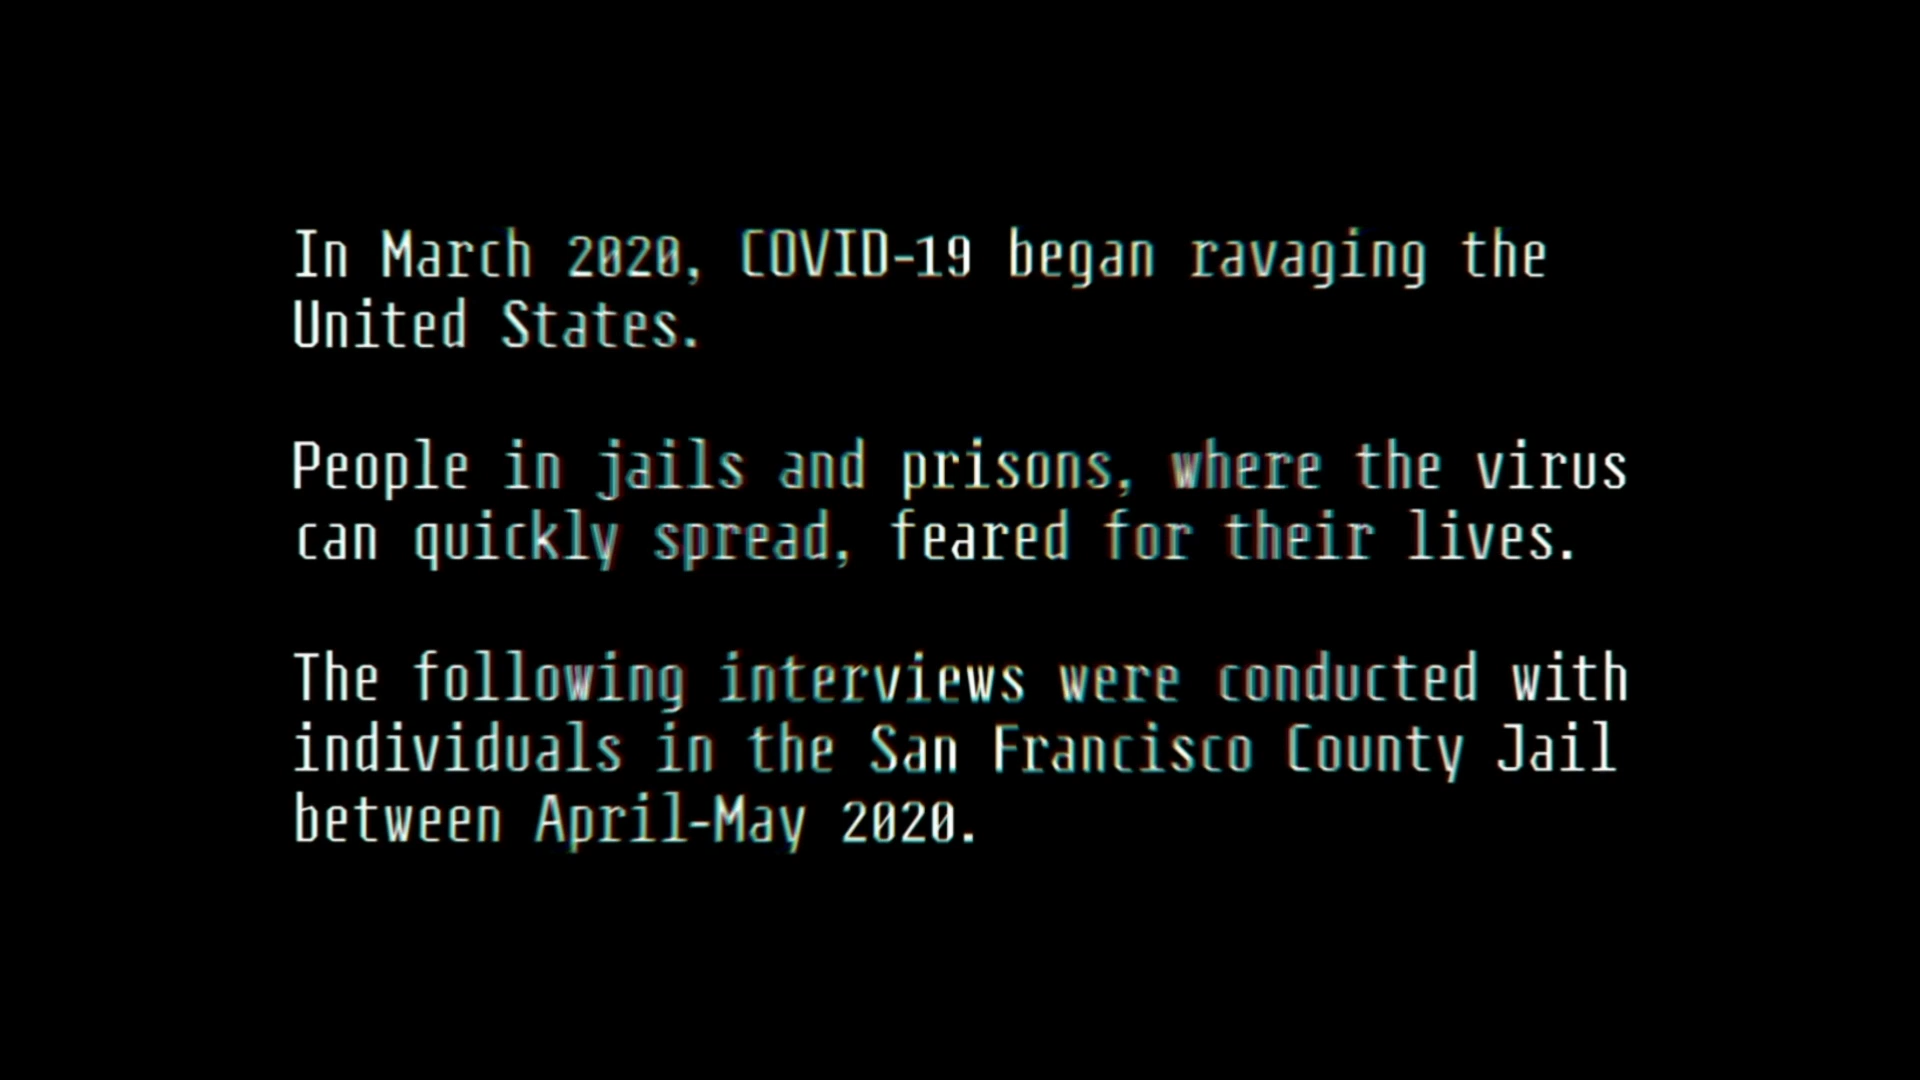 In March 2020, COVID-19 began ravaging the
United States.
People in jails and prisons, where the virus
can quickly spread, feared for their lives.
The following interviews were conducted with
individuals in the San Francisco County Jail
between April-May 2020.